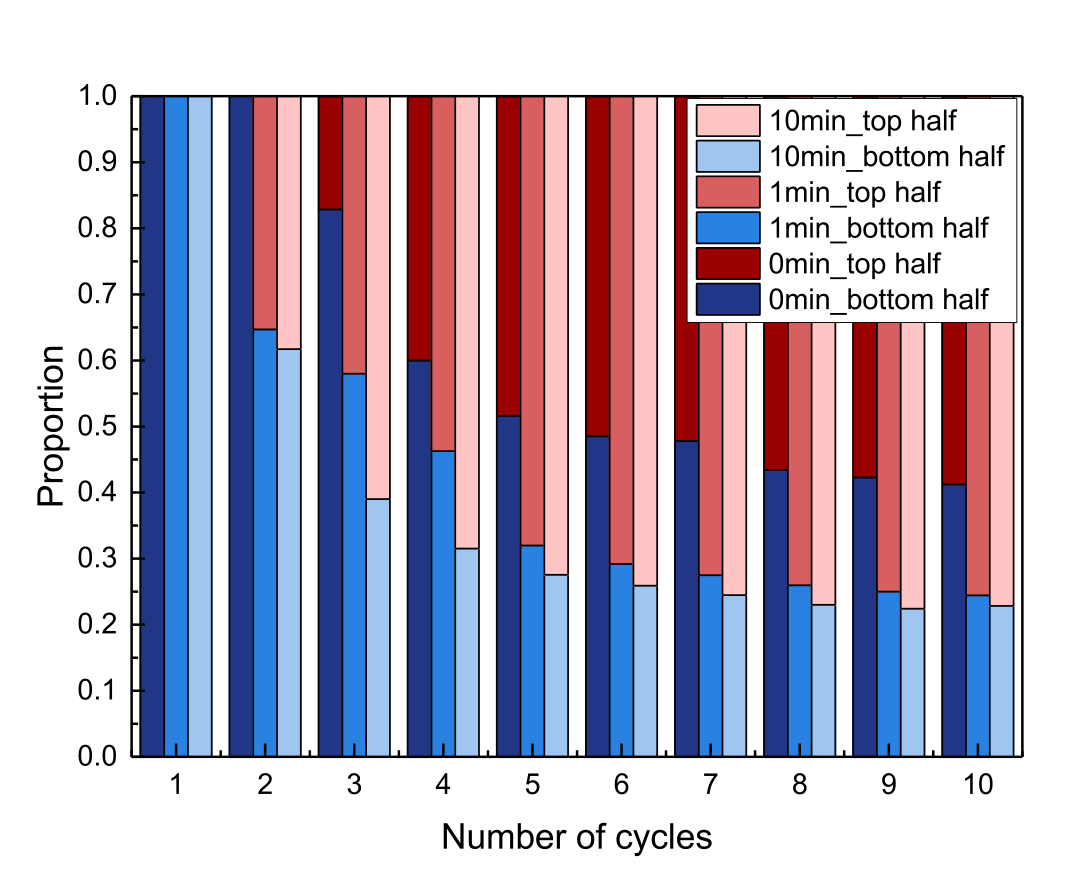 1.0
0.9
0.8
0.7
0.6
0.5
0.4
0.3
0.2
0.1
0.0
Proportion
10min_top half
10min_bottom half
1min_top half
1min_bottom half
0min_top half
0min_bottom half
1 2 3 4 5 6 7 8 9 10
Number of cycles